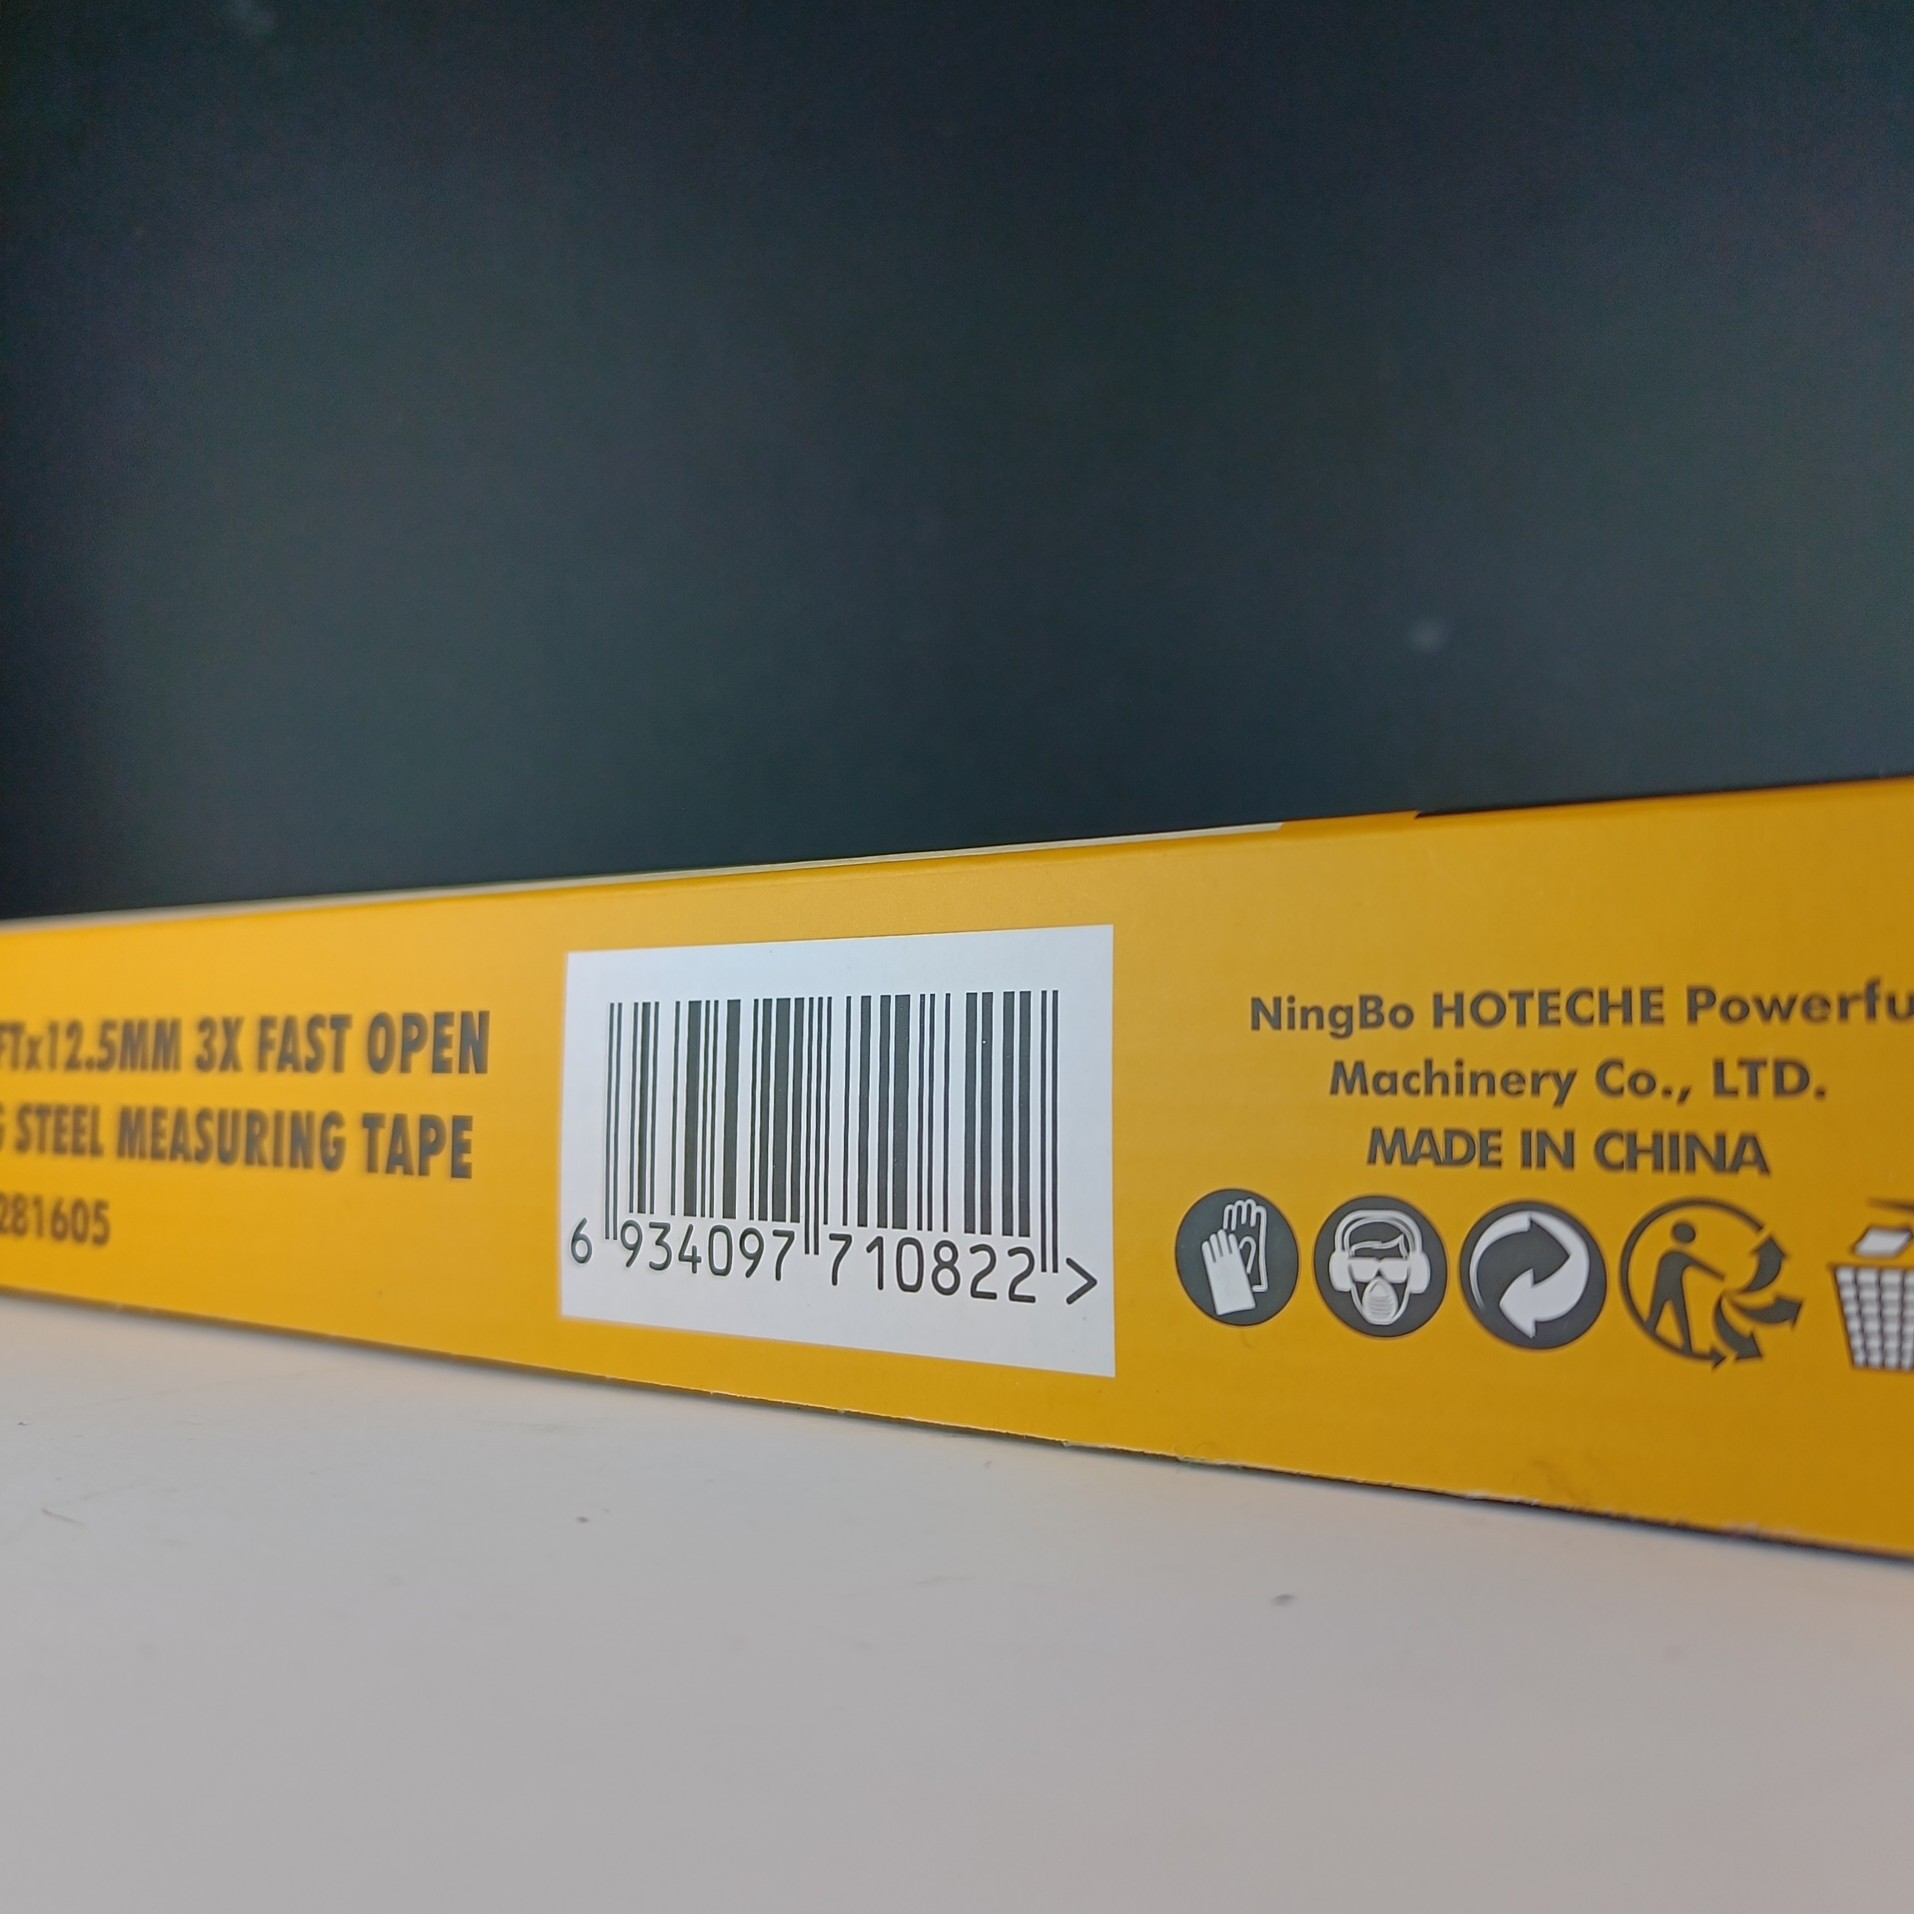 FTx12.5MM 3X FAST OPEN
G STEEL MEASURING TAPE
281605
6 934097 710822 >
NingBo HOTECHE Powerfu
Machinery Co., LTD.
MADE IN CHINA